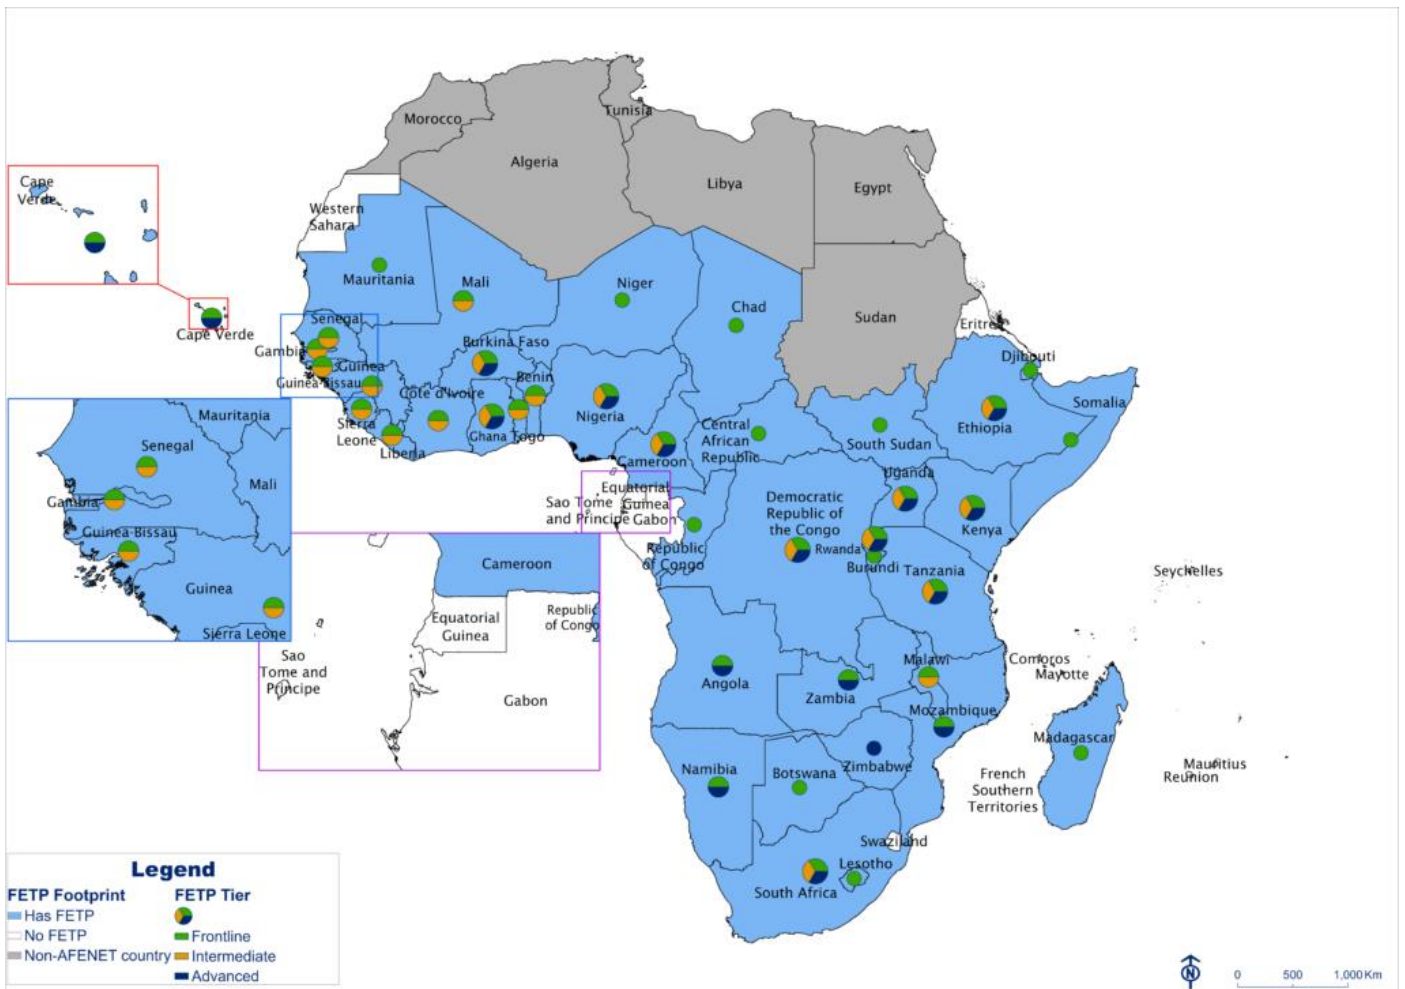 Morocco
Tunisia
Algeria
Libya
Egypt
Western
Sahara
Cape
Verde
Mauritania
Mali
Niger
Chad
Sudan
Eritrea
Cape Verde
Senegal
Gambia
Guinea-Bissau
Guinea
Burkina Faso
Benin
Côte d'Ivoire
Sierra
Leone
Liberia
Ghana
Togo
Nigeria
Cameroon
Central
African
Republic
South Sudan
Djibouti
Somalia
Ethiopia
Mauritania
Senegal
Mali
Gambia
Guinea-Bissau
Guinea
Sierra Leone
Sao Tome
and Principe
Equatorial
Guinea
Gabon
Republic
of Congo
Democratic
Republic of
the Congo
Uganda
Kenya
Rwanda
Burundi
Tanzania
Seychelles
Cameroon
Equatorial
Guinea
Republic
of Congo
Sao
Tome and
Principe
Gabon
Angola
Zambia
Malawi
Mozambique
Comoros
Mayotte
Madagascar
Namibia
Botswana
Zimbabwe
French
Southern
Territories
Mauritius
Reunion
Swaziland
Lesotho
South Africa
Legend
FETP Footprint
Has FETP
No FETP
Non-AFENET country
FETP Tier
Frontline
Intermediate
Advanced
N
0 500 1,000 Km